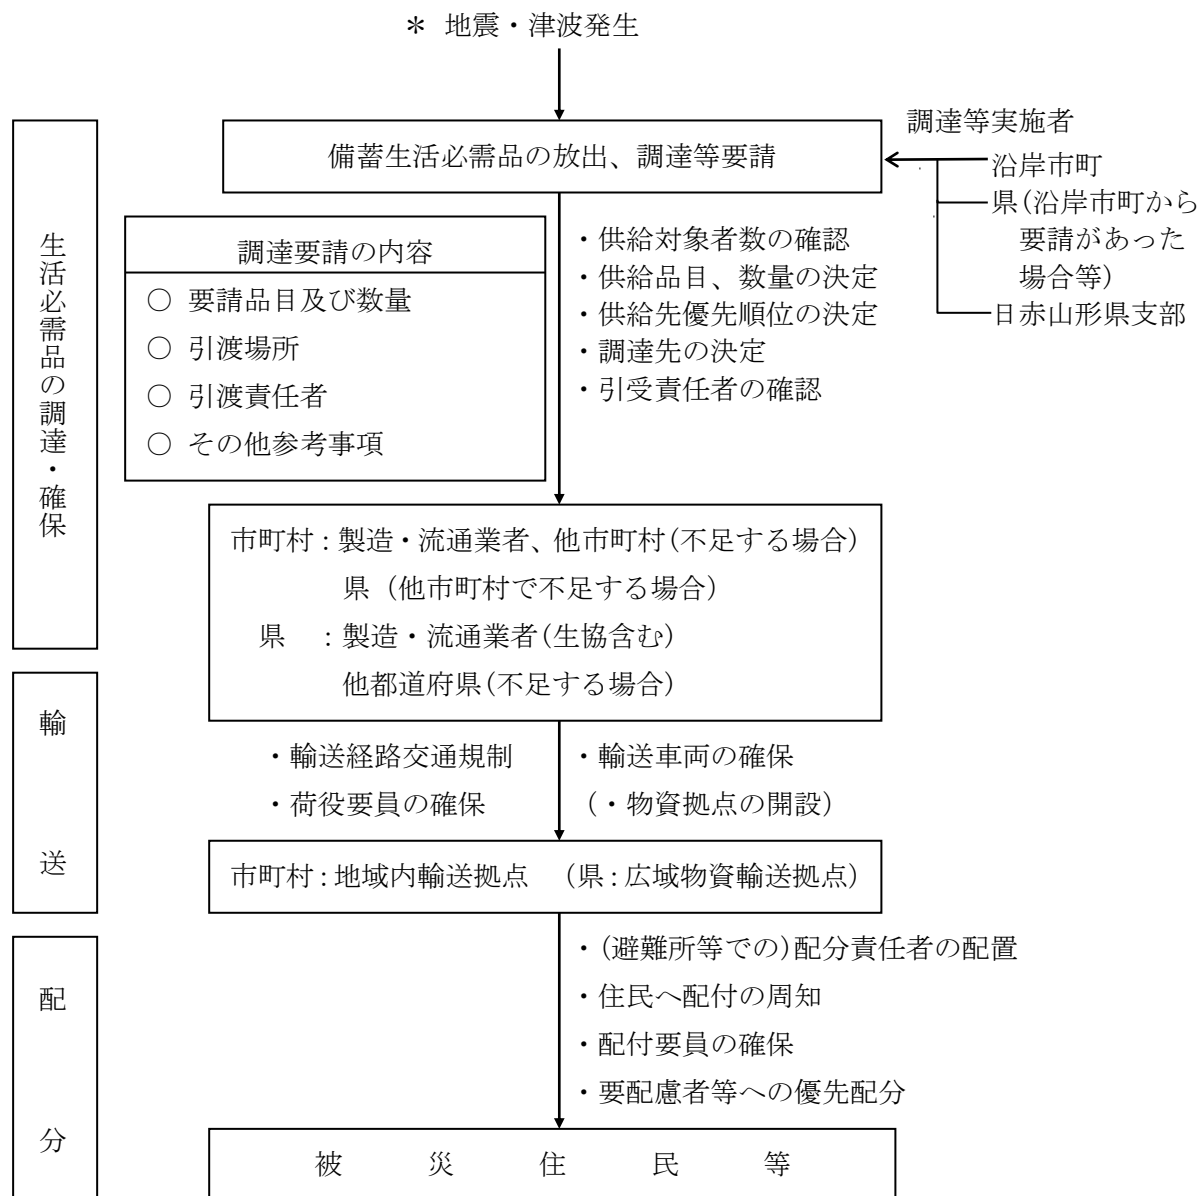 ＊ 地震・津波発生
生活必需品の調達・確保
備蓄生活必需品の放出、調達等要請
調達等実施者
沿岸市町
県(沿岸市町から
要請があった
場合等)
日赤山形県支部
調達要請の内容
○ 要請品目及び数量
○ 引渡場所
○ 引渡責任者
○ その他参考事項
・供給対象者数の確認
・供給品目、数量の決定
・供給先優先順位の決定
・調達先の決定
・引受責任者の確認
市町村：製造・流通業者、他市町村(不足する場合)
県（他市町村で不足する場合）
県　：製造・流通業者(生協含む)
他都道府県(不足する場合)
輸送
・輸送経路交通規制
・荷役要員の確保
・輸送車両の確保
（・物資拠点の開設）
市町村：地域内輸送拠点　（県：広域物資輸送拠点）
配分
・(避難所等での)配分責任者の配置
・住民へ配付の周知
・配付要員の確保
・要配慮者等への優先配分
被災住民等